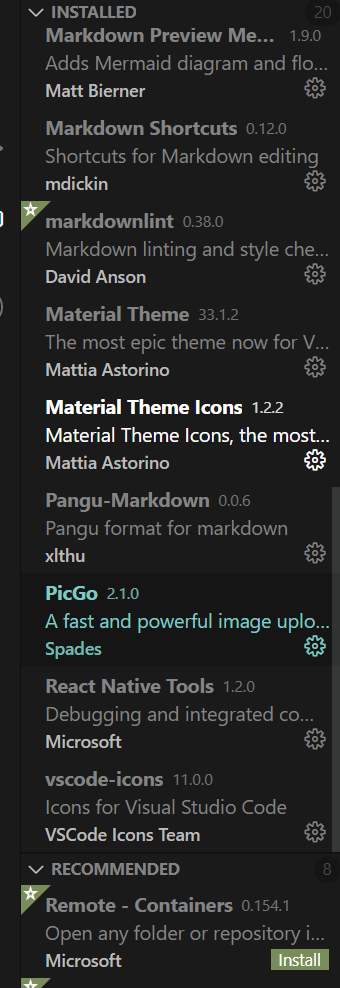 INSTALLED 20
Markdown Preview Me... 1.9.0
Adds Mermaid diagram and flo...
Matt Bierner
Markdown Shortcuts 0.12.0
Shortcuts for Markdown editing
mdickin
markdownlint 0.38.0
Markdown linting and style che...
David Anson
Material Theme 33.1.2
The most epic theme now for V...
Mattia Astorino
Material Theme Icons 1.2.2
Material Theme Icons, the most...
Mattia Astorino
Pangu-Markdown 0.0.6
Pangu format for markdown
xlthu
PicGo 2.1.0
A fast and powerful image uplo...
Spades
React Native Tools 1.2.0
Debugging and integrated co...
Microsoft
vscode-icons 11.0.0
Icons for Visual Studio Code
VSCode Icons Team
RECOMMENDED 8
Remote - Containers 0.154.1
Open any folder or repository i...
Microsoft Install